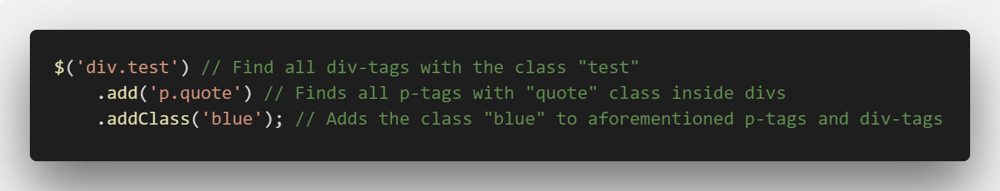 $('div.test') // Find all div-tags with the class "test"
    .add('p.quote') // Finds all p-tags with "quote" class inside divs
    .addClass('blue'); // Adds the class "blue" to aforementioned p-tags and div-tags